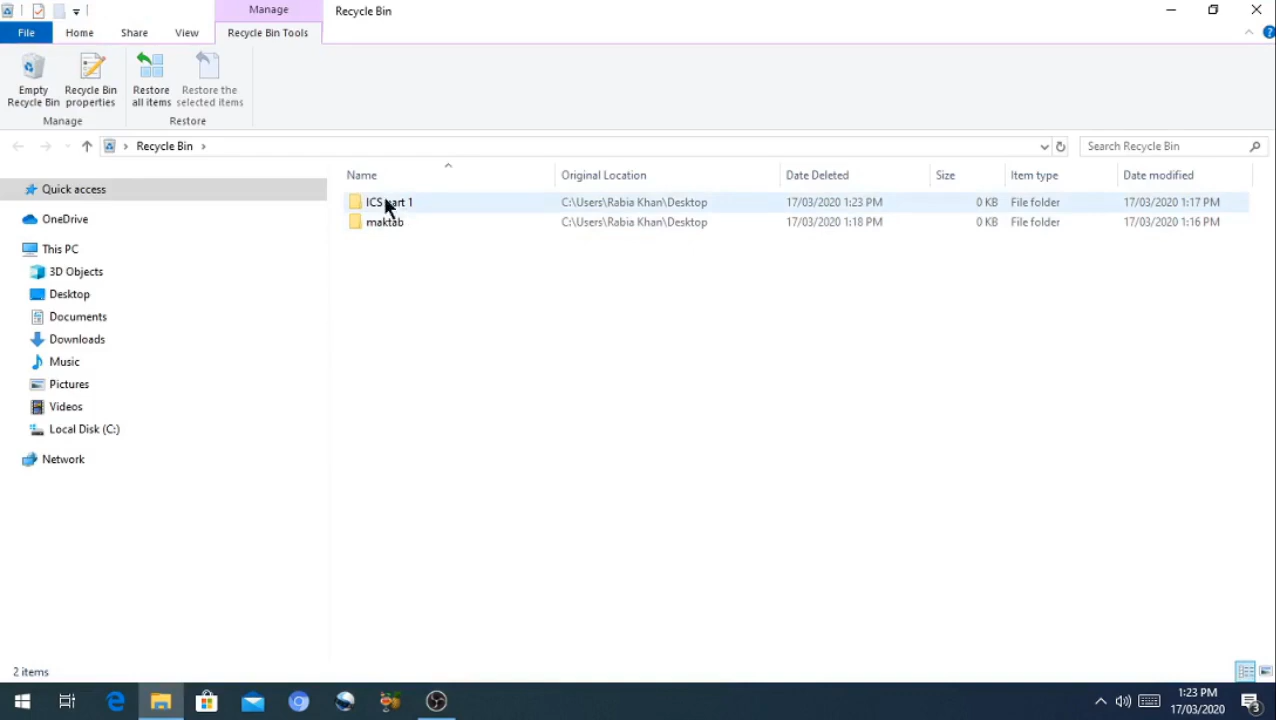 Manage
Recycle Bin
File
Home
Share
View
Recycle Bin Tools
Empty
Recycle Bin
Recycle Bin
properties
Restore
all items
Restore the
selected items
Manage
Restore
Recycle Bin
Search Recycle Bin
Name
Original Location
Date Deleted
Size
Item type
Date modified
ICS part 1
C:\Users\Rabia Khan\Desktop
17/03/2020 1:23 PM
0 KB
File folder
17/03/2020 1:17 PM
maktab
C:\Users\Rabia Khan\Desktop
17/03/2020 1:18 PM
0 KB
File folder
17/03/2020 1:16 PM
Quick access
OneDrive
This PC
3D Objects
Desktop
Documents
Downloads
Music
Pictures
Videos
Local Disk (C:)
Network
2 items
1:23 PM
17/03/2020
3